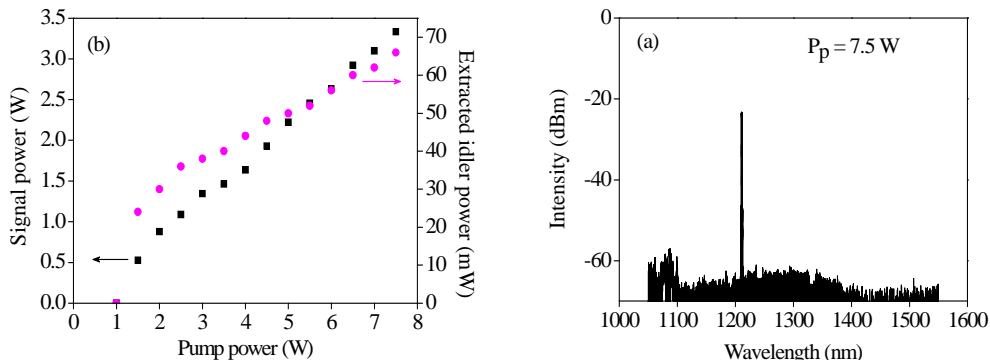 (b)
Signal power (W)
3.5
3.0
2.5
2.0
1.5
1.0
0.5
0.0
0 1 2 3 4 5 6 7 8
Pump power (W)
70
60
50
40
30
20
10
0
Extracted idler power (mW)
(a)
P_p = 7.5 W
Intensity (dBm)
0
-20
-40
-60
1000 1100 1200 1300 1400 1500 1600
Wavelength (nm)